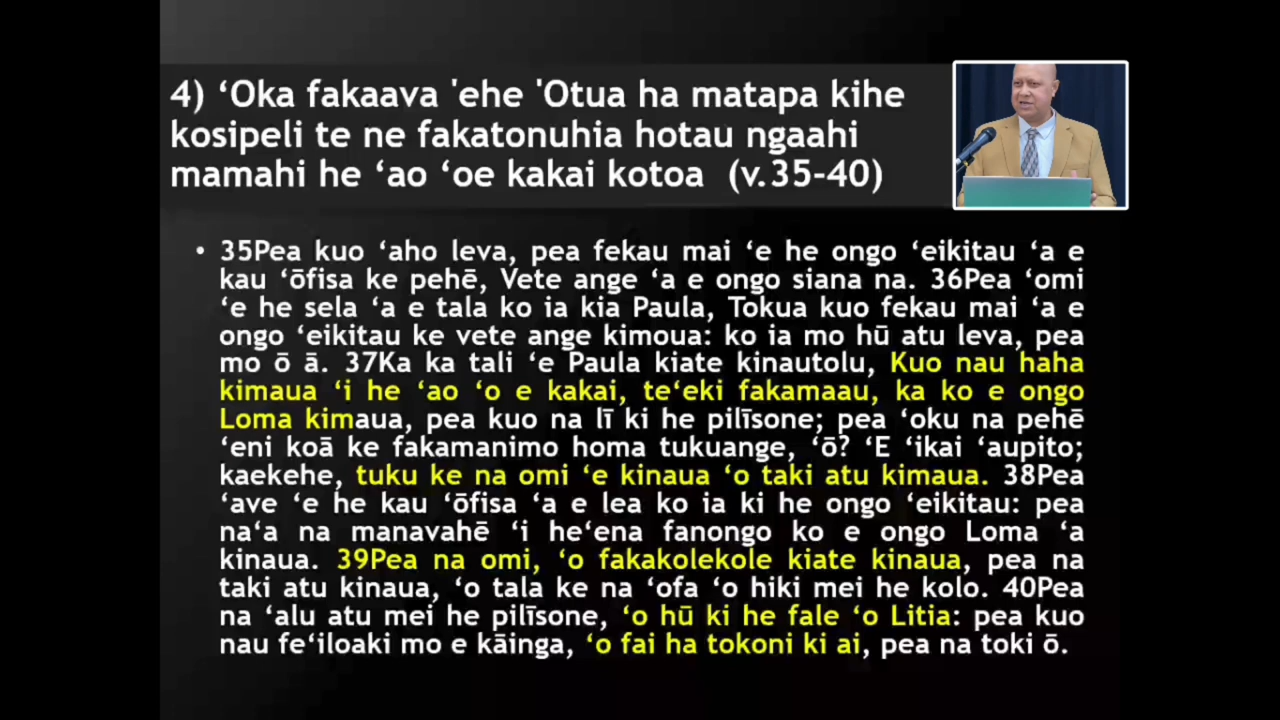 4) ‘Oka fakaava 'ehe 'Otua ha matapa kihe
kosipeli te ne fakatonuhia hotau ngaahi
mamahi he ‘ao ‘oe kakai kotoa (v.35-40)
• 35Pea kuo ‘aho leva, pea fekau mai ‘e he ongo ‘eikitau ‘a e
kau ‘ōfisa ke pehē, Vete ange ‘a e ongo siana na. 36Pea ‘omi
‘e he sela ‘a e tala ko ia kia Paula, Tokua kuo fekau mai ‘a e
ongo ‘eikitau ke vete ange kimoua: ko ia mo hū atu leva, pea
mo ō ā. 37Ka ka tali ‘e Paula kiate kinautolu, Kuo nau haha
kimaua ‘i he ‘ao ‘o e kakai, te‘eki fakamaau, ka ko e ongo
Loma kimaua, pea kuo na lī ki he pilīsone; pea ‘oku na pehē
‘eni koā ke fakamanimo homa tukuange, ‘ō? ‘E ‘ikai ‘aupito;
kaekehe, tuku ke na omi ‘e kinaua ‘o taki atu kimaua. 38Pea
‘ave ‘e he kau ‘ōfisa ‘a e lea ko ia ki he ongo ‘eikitau: pea
na‘a na manavahē ‘i he‘ena fanongo ko e ongo Loma ‘a
kinaua. 39Pea na omi, ‘o fakakolekole kiate kinaua, pea na
taki atu kinaua, ‘o tala ke na ‘ofa ‘o hiki mei he kolo. 40Pea
na ‘alu atu mei he pilīsone, ‘o hū ki he fale ‘o Litia: pea kuo
nau fe‘iloaki mo e kāinga, ‘o fai ha tokoni ki ai, pea na toki ō.